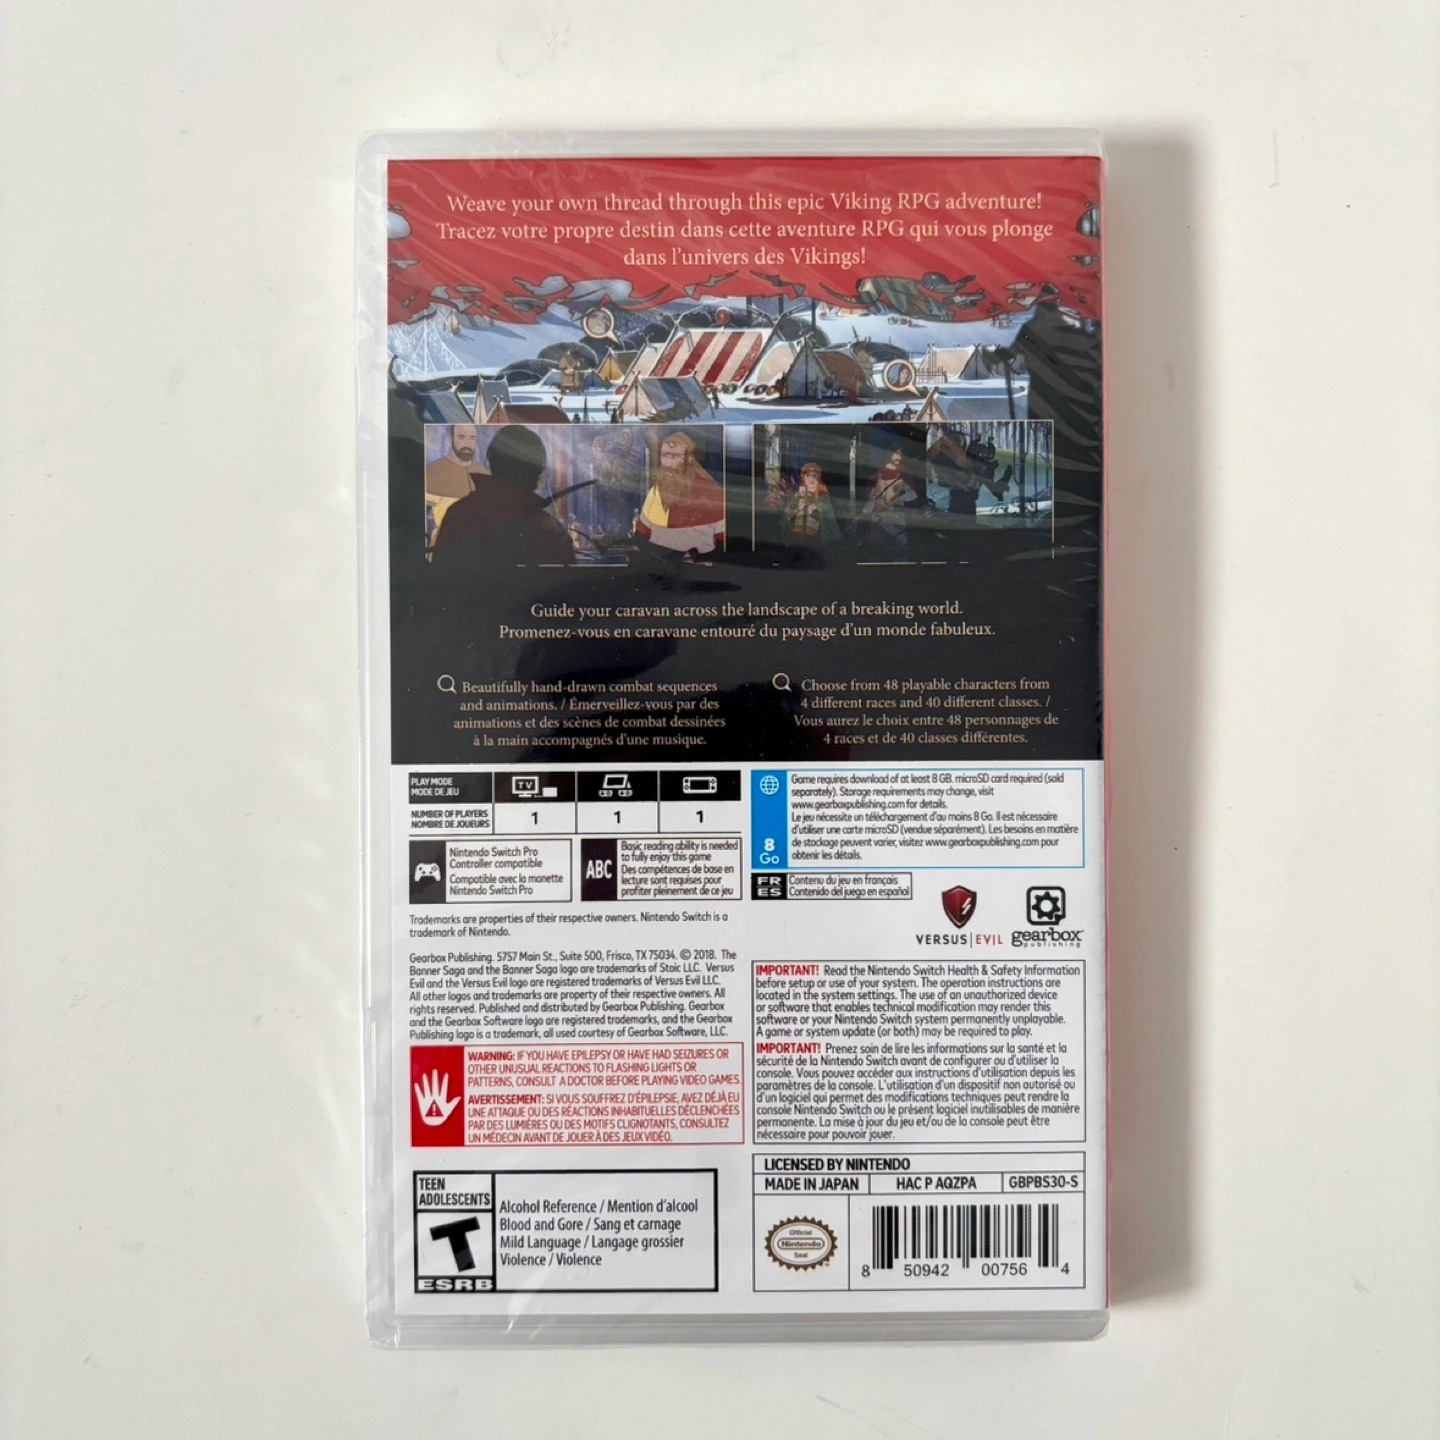 Weave your own thread through this epic Viking RPG adventure!
Tracez votre propre destin dans cette aventure RPG qui vous plonge
dans l'univers des Vikings!
Guide your caravan across the landscape of a breaking world.
Promenez-vous en caravane entouré du paysage d'un monde fabuleux.
Beautifully hand-drawn combat sequences
and animations. / Émerveillez-vous par des
animations et des scènes de combat dessinées
à la main accompagnés d'une musique.
Choose from 48 playable characters from
4 different races and 40 different classes. /
Vous aurez le choix entre 48 personnages de
4 races et de 40 classes différentes.
PLAY MODE
MODE DE JEU
TV
NUMBER OF PLAYERS
NOMBRE DE JOUEURS
1 1 1
Nintendo Switch Pro
Controller compatible
Compatible avec la manette
Nintendo Switch Pro
ABC
Basic reading ability is needed
to fully enjoy this game
Des compétences de base en
lecture sont requises pour
profiter pleinement de ce jeu
8
Go
Game requires download of at least 8 GB. microSD card required (sold
separately). Storage requirements may change, visit
www.gearboxpublishing.com for details.
Le jeu nécessite un téléchargement d'au moins 8 Go. Il est nécessaire
d'utiliser une carte microSD (vendue séparément). Les besoins en matière
de stockage peuvent varier, visitez www.gearboxpublishing.com pour
obtenir les détails.
FR Contenu du jeu en français
ES Contenido del juego en español
VERSUS|EVIL
gearbox
publishing
Trademarks are properties of their respective owners. Nintendo Switch is a
trademark of Nintendo.
Gearbox Publishing. 5757 Main St., Suite 500, Frisco, TX 75034. © 2018. The
Banner Saga and the Banner Saga logo are trademarks of Stoic LLC. Versus
Evil and the Versus Evil logo are registered trademarks of Versus Evil LLC.
All other logos and trademarks are property of their respective owners. All
rights reserved. Published and distributed by Gearbox Publishing. Gearbox
and the Gearbox Software logo are registered trademarks, and the Gearbox
Publishing logo is a trademark, all used courtesy of Gearbox Software, LLC.
WARNING: IF YOU HAVE EPILEPSY OR HAVE HAD SEIZURES OR
OTHER UNUSUAL REACTIONS TO FLASHING LIGHTS OR
PATTERNS, CONSULT A DOCTOR BEFORE PLAYING VIDEO GAMES.
AVERTISSEMENT: SI VOUS SOUFFREZ D'ÉPILEPSIE, AVEZ DÉJÀ EU
UNE ATTAQUE OU DES RÉACTIONS INHABITUELLES DÉCLENCHÉES
PAR DES LUMIÈRES OU DES MOTIFS CLIGNOTANTS, CONSULTEZ
UN MÉDECIN AVANT DE JOUER À DES JEUX VIDÉO.
IMPORTANT! Read the Nintendo Switch Health & Safety Information
before setup or use of your system. The operation instructions are
located in the system settings. The use of an unauthorized device
or software that enables technical modification may render this
software or your Nintendo Switch system permanently unplayable.
A game or system update (or both) may be required to play.
IMPORTANT! Prenez soin de lire les informations sur la santé et la
sécurité de la Nintendo Switch avant de configurer ou d'utiliser la
console. Vous pouvez accéder aux instructions d'utilisation depuis les
paramètres de la console. L'utilisation d'un dispositif non autorisé ou
d'un logiciel qui permet des modifications techniques peut rendre la
console Nintendo Switch ou le présent logiciel inutilisables de manière
permanente. La mise à jour du jeu et/ou de la console peut être
nécessaire pour pouvoir jouer.
TEEN
ADOLESCENTS
T
ESRB
Alcohol Reference / Mention d'alcool
Blood and Gore / Sang et carnage
Mild Language / Langage grossier
Violence / Violence
LICENSED BY NINTENDO
MADE IN JAPAN HAC P AQZPA GBPBS30-S
Official
Nintendo
Seal
8 50942 00756 4